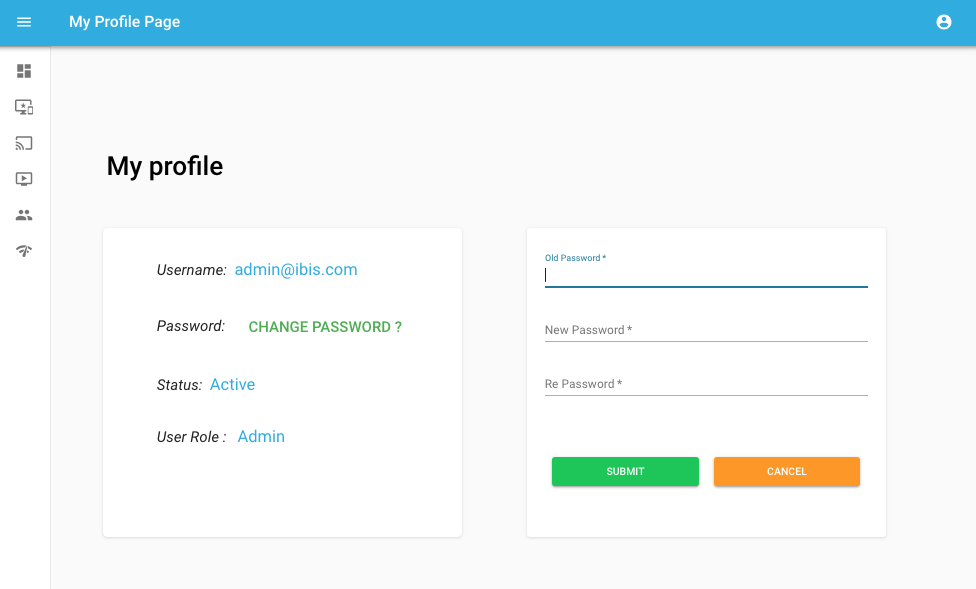 My Profile Page
My profile
Username: admin@ibis.com
Password: CHANGE PASSWORD ?
Status: Active
User Role : Admin
Old Password *
New Password *
Re Password *
SUBMIT CANCEL